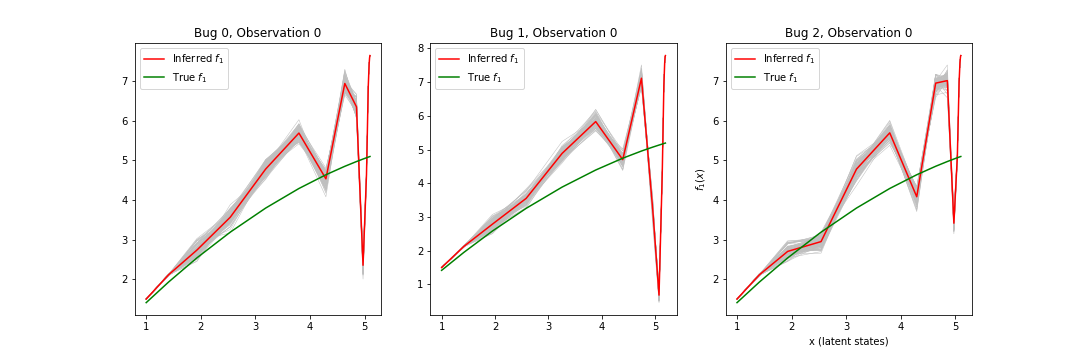 Bug 0, Observation 0
Inferred f₁
True f₁
7
6
5
4
3
2
1 2 3 4 5
Bug 1, Observation 0
Inferred f₁
True f₁
8
7
6
5
4
3
2
1
1 2 3 4 5
Bug 2, Observation 0
Inferred f₁
True f₁
f₁(x)
7
6
5
4
3
2
1 2 3 4 5
x (latent states)